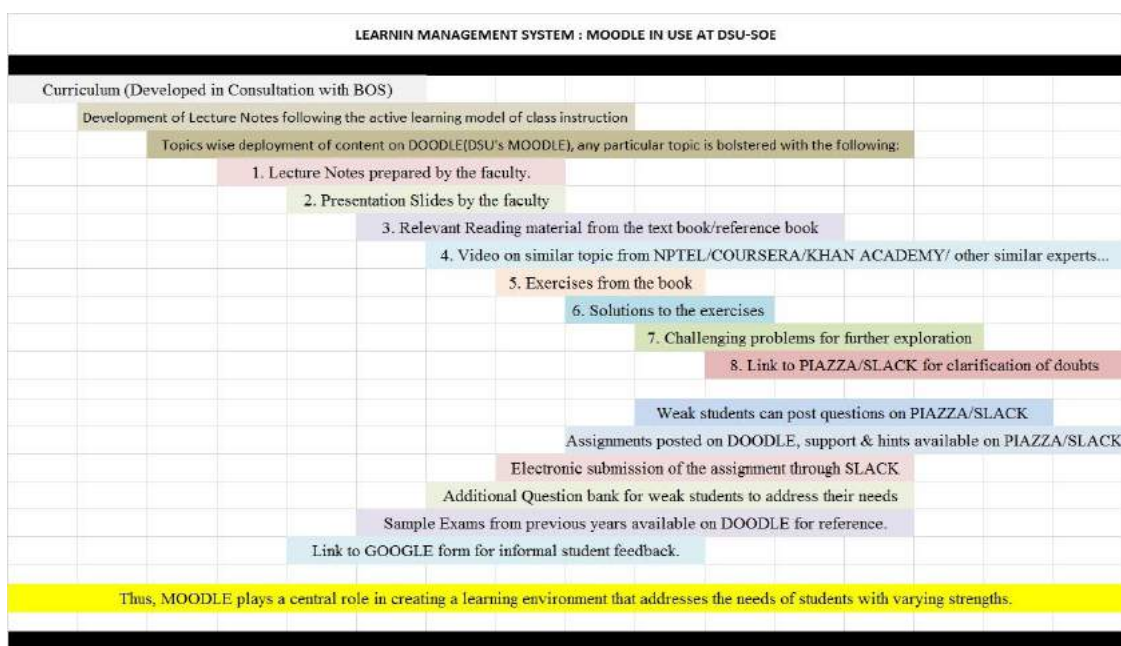 LEARNIN MANAGEMENT SYSTEM : MOODLE IN USE AT DSU-SOE
Curriculum (Developed in Consultation with BOS)
Development of Lecture Notes following the active learning model of class instruction
Topics wise deployment of content on DOODLE(DSU's MOODLE), any particular topic is bolstered with the following:
1. Lecture Notes prepared by the faculty.
2. Presentation Slides by the faculty
3. Relevant Reading material from the text book/reference book
4. Video on similar topic from NPTEL/COURSERA/KHAN ACADEMY/ other similar experts...
5. Exercises from the book
6. Solutions to the exercises
7. Challenging problems for further exploration
8. Link to PIAZZA/SLACK for clarification of doubts
Weak students can post questions on PIAZZA/SLACK
Assignments posted on DOODLE, support & hints available on PIAZZA/SLACK
Electronic submission of the assignment through SLACK
Additional Question bank for weak students to address their needs
Sample Exams from previous years available on DOODLE for reference.
Link to GOOGLE form for informal student feedback.
Thus, MOODLE plays a central role in creating a learning environment that addresses the needs of students with varying strengths.